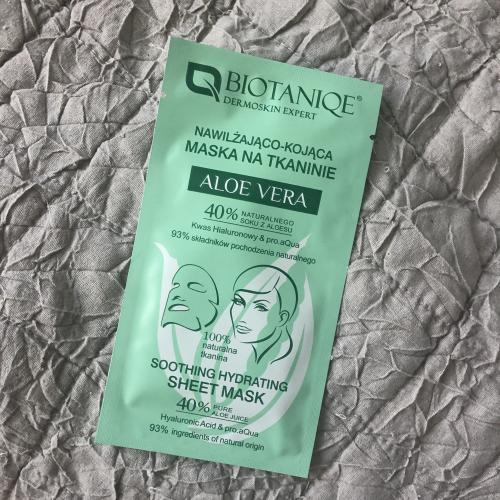 BIOTANIQE®
DERMOSKIN EXPERT
NAWILŻAJĄCO-KOJĄCA
MASKA NA TKANINIE
ALOE VERA
40% NATURALNEGO
SOKU Z ALOESU
Kwas Hialuronowy & pro.aQua
93% składników pochodzenia naturalnego
100%
naturalna
tkanina
SOOTHING HYDRATING
SHEET MASK
40% PURE
ALOE JUICE
Hyaluronic Acid & pro.aQua
93% ingredients of natural origin